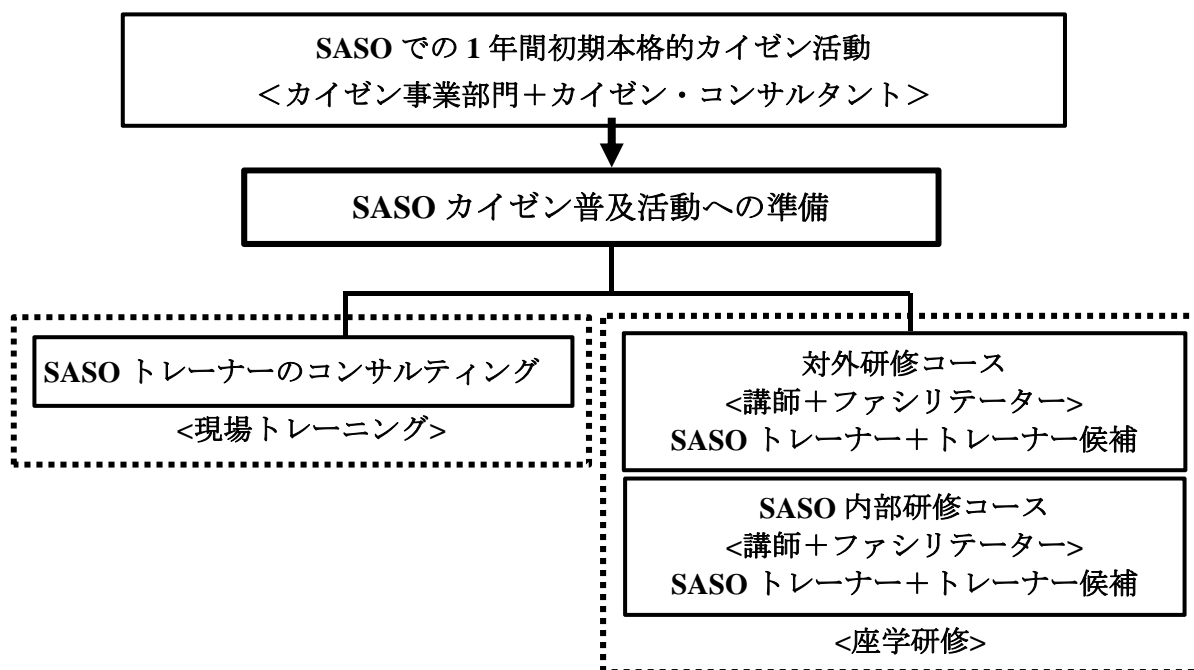 SASO での 1 年間初期本格的カイゼン活動
＜カイゼン事業部門＋カイゼン・コンサルタント＞
SASO カイゼン普及活動への準備
SASO トレーナーのコンサルティング
<現場トレーニング>
対外研修コース
<講師＋ファシリテーター>
SASO トレーナー＋トレーナー候補
SASO 内部研修コース
<講師＋ファシリテーター>
SASO トレーナー＋トレーナー候補
<座学研修>